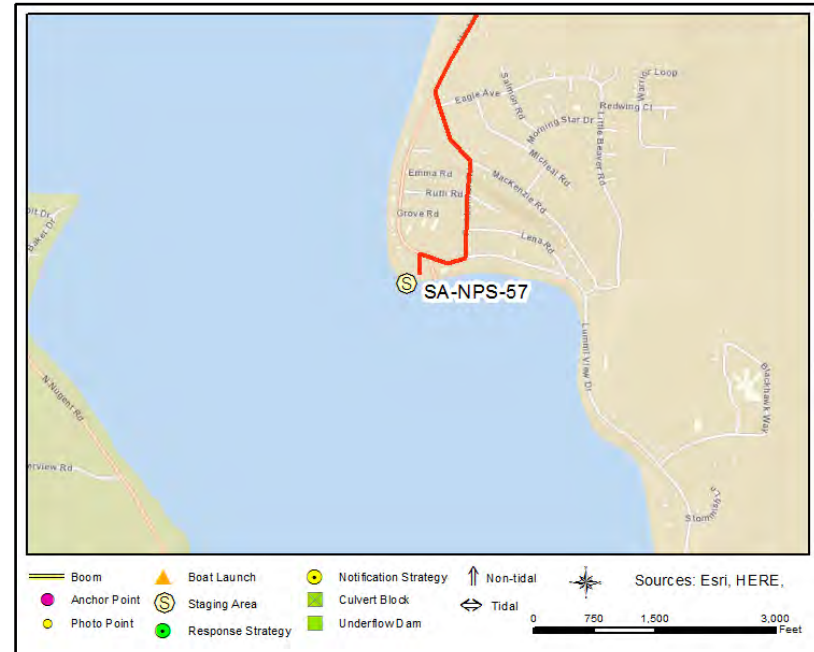 Eagle Ave
Salmon Rd
Warrior Loop
Redwing Ct
Morning Star Dr
Little Beaver Rd
Micheal Rd
Emma Rd
MacKenzie Rd
Ruth Rd
Grove Rd
Lena Rd
Baker Dr
SA-NPS-57
Lummi View Dr
Blackhawk Way
N Nugent Rd
erview Rd
Boom
Boat Launch
Notification Strategy
Non-tidal
Sources: Esri, HERE,
Anchor Point
Staging Area
Culvert Block
Tidal
Photo Point
Response Strategy
Underflow Dam
0 750 1,500 3,000
Feet